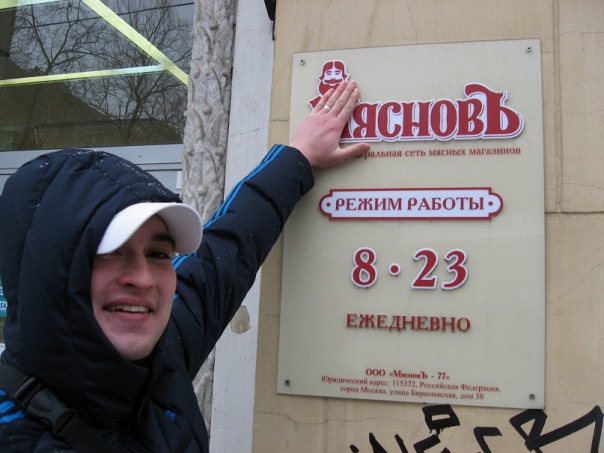 МЯСНОВЪ
сеть мясных магазинов
РЕЖИМ РАБОТЫ
8 · 23
ЕЖЕДНЕВНО
ООО «МясновЪ - 77»
Юридический адрес: 115372, Российская Федерация,
город Москва, улица Бирюлевская, дом 38